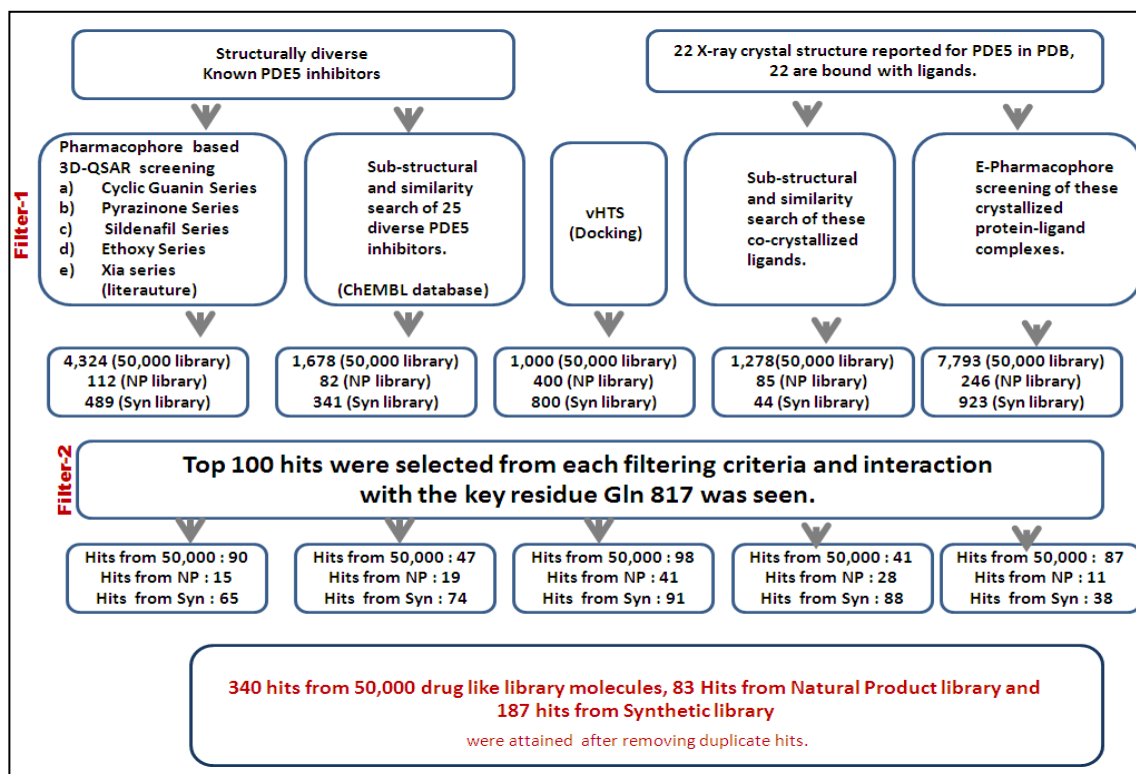 Structurally diverse
Known PDE5 inhibitors
22 X-ray crystal structure reported for PDE5 in PDB,
22 are bound with ligands.
Filter-1
Pharmacophore based
3D-QSAR screening
a) Cyclic Guanin Series
b) Pyrazinone Series
c) Sildenafil Series
d) Ethoxy Series
e) Xia series
(literauture)
Sub-structural
and similarity
search of 25
diverse PDE5
inhibitors.
(ChEMBL database)
vHTS
(Docking)
Sub-structural
and similarity
search of these
co-crystallized
ligands.
E-Pharmacophore
screening of these
crystallized
protein-ligand
complexes.
4,324 (50,000 library)
112 (NP library)
489 (Syn library)
1,678 (50,000 library)
82 (NP library)
341 (Syn library)
1,000 (50,000 library)
400 (NP library)
800 (Syn library)
1,278(50,000 library)
85 (NP library)
44 (Syn library)
7,793 50,000 library)
246 (NP library)
923 (Syn library)
Filter-2
Top 100 hits were selected from each filtering criteria and interaction
with the key residue Gln 817 was seen.
Hits from 50,000 : 90
Hits from NP : 15
Hits from Syn : 65
Hits from 50,000 : 47
Hits from NP : 19
Hits from Syn : 74
Hits from 50,000 : 98
Hits from NP : 41
Hits from Syn : 91
Hits from 50,000 : 41
Hits from NP : 28
Hits from Syn : 88
Hits from 50,000 : 87
Hits from NP : 11
Hits from Syn : 38
340 hits from 50,000 drug like library molecules, 83 Hits from Natural Product library and
187 hits from Synthetic library
were attained after removing duplicate hits.